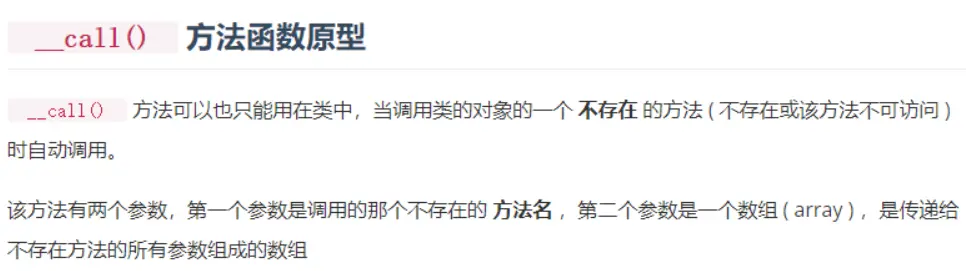 __call() 方法函数原型
__call() 方法可以也只能用在类中，当调用类的对象的一个 不存在 的方法 ( 不存在或该方法不可访问 )
时自动调用。
该方法有两个参数，第一个参数是调用的那个不存在的 方法名 ，第二个参数是一个数组 ( array ) ，是传递给
不存在方法的所有参数组成的数组